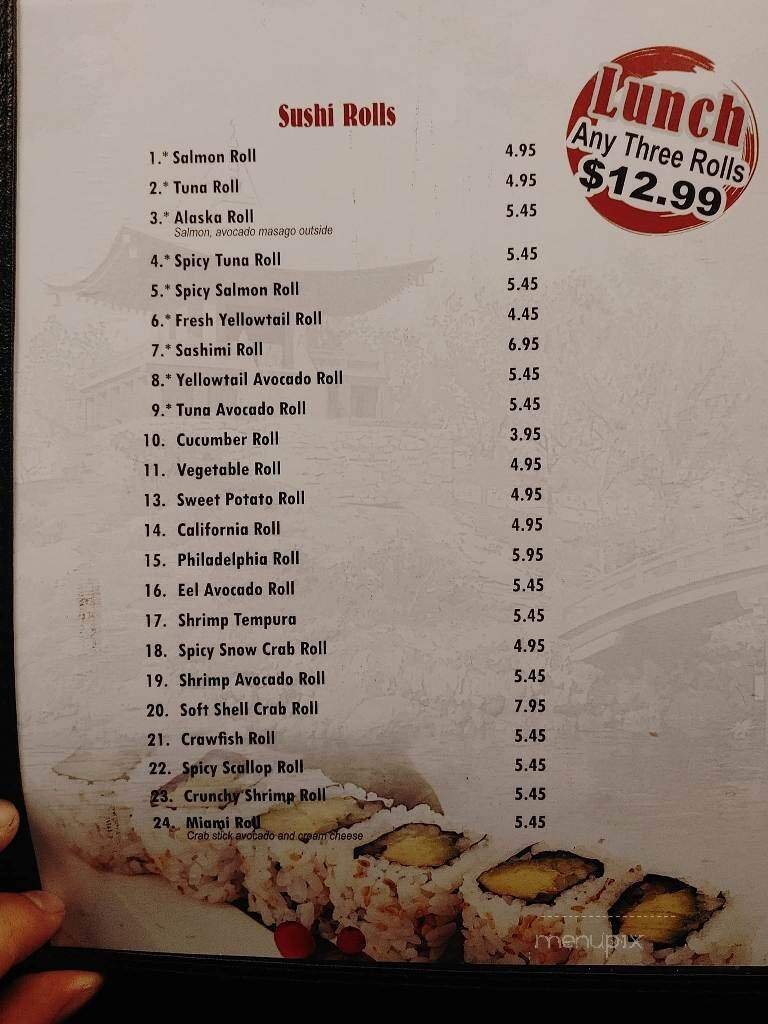 Lunch
Any Three Rolls
$12.99
Sushi Rolls
1.* Salmon Roll 4.95
2.* Tuna Roll 4.95
3.* Alaska Roll 5.45
Salmon, avocado masago outside
4.* Spicy Tuna Roll 5.45
5.* Spicy Salmon Roll 5.45
6.* Fresh Yellowtail Roll 4.45
7.* Sashimi Roll 6.95
8.* Yellowtail Avocado Roll 5.45
9.* Tuna Avocado Roll 5.45
10. Cucumber Roll 3.95
11. Vegetable Roll 4.95
13. Sweet Potato Roll 4.95
14. California Roll 4.95
15. Philadelphia Roll 5.95
16. Eel Avocado Roll 5.45
17. Shrimp Tempura 5.45
18. Spicy Snow Crab Roll 4.95
19. Shrimp Avocado Roll 5.45
20. Soft Shell Crab Roll 7.95
21. Crawfish Roll 5.45
22. Spicy Scallop Roll 5.45
23. Crunchy Shrimp Roll 5.45
24. Miami Roll 5.45
Crab stick avocado and cream cheese
menupix